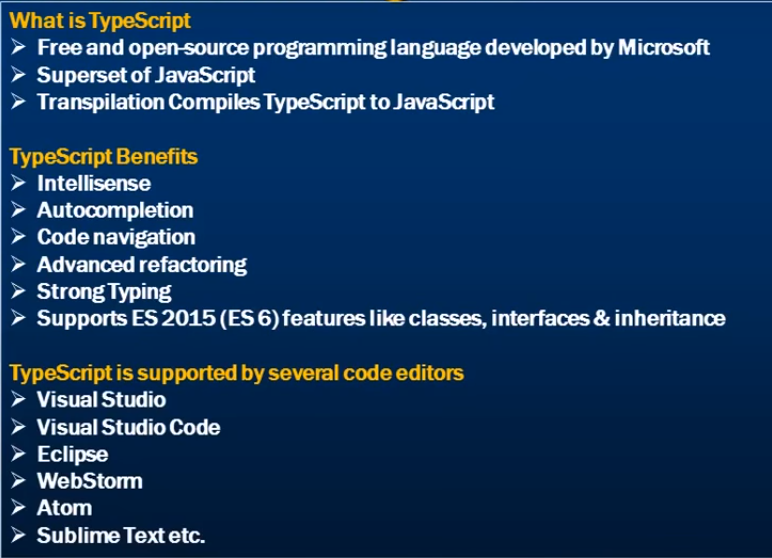 What is TypeScript
➢ Free and open-source programming language developed by Microsoft
➢ Superset of JavaScript
➢ Transpilation Compiles TypeScript to JavaScript
TypeScript Benefits
➢ Intellisense
➢ Autocompletion
➢ Code navigation
➢ Advanced refactoring
➢ Strong Typing
➢ Supports ES 2015 (ES 6) features like classes, interfaces & inheritance
TypeScript is supported by several code editors
➢ Visual Studio
➢ Visual Studio Code
➢ Eclipse
➢ WebStorm
➢ Atom
➢ Sublime Text etc.